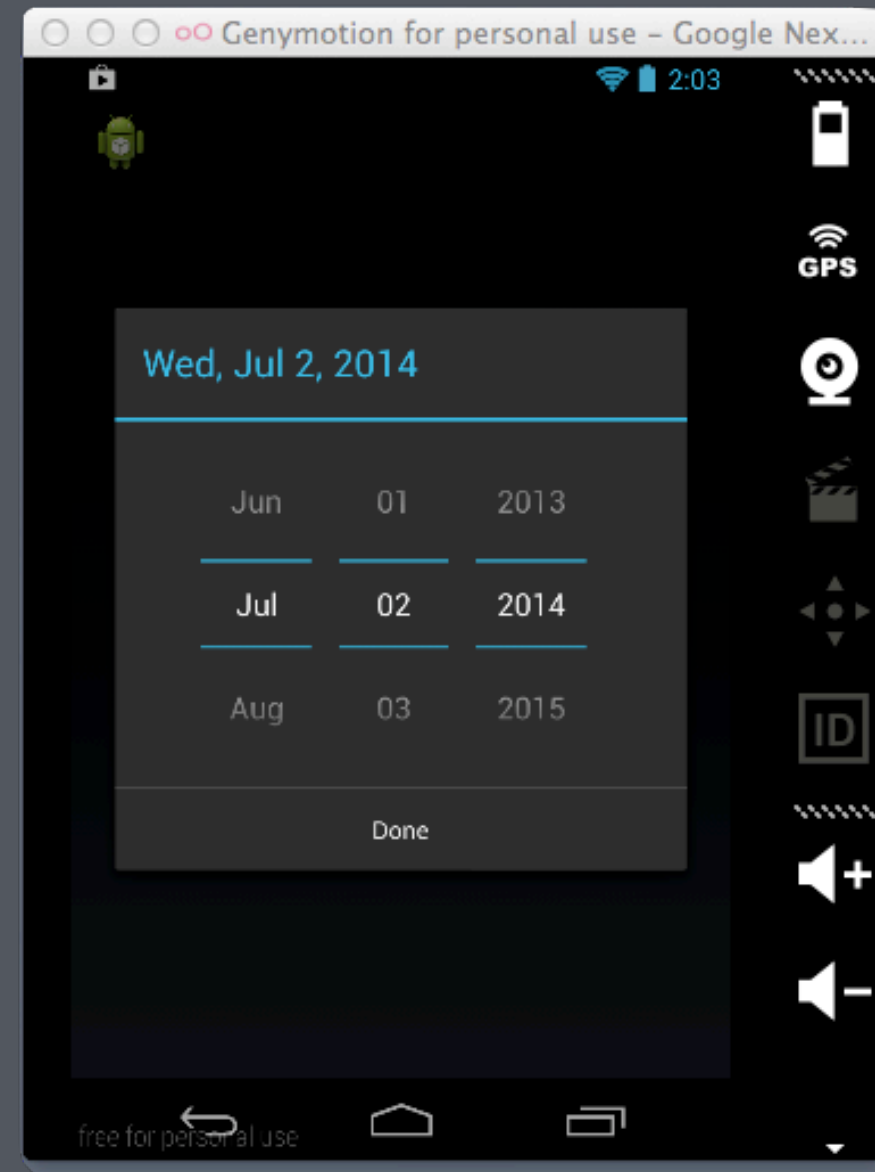 Genymotion for personal use – Google Nex...
2:03
GPS
Wed, Jul 2, 2014
Jun 01 2013
Jul 02 2014
Aug 03 2015
ID
Done
free for personal use